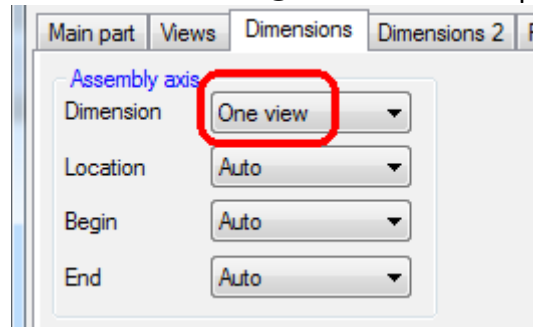 Main part Views Dimensions Dimensions 2
Assembly axis
Dimension One view
Location Auto
Begin Auto
End Auto